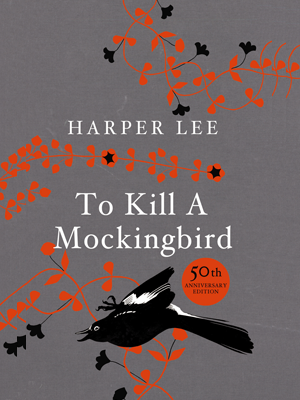 HARPER LEE
To Kill A
Mockingbird
50th
ANNIVERSARY
EDITION